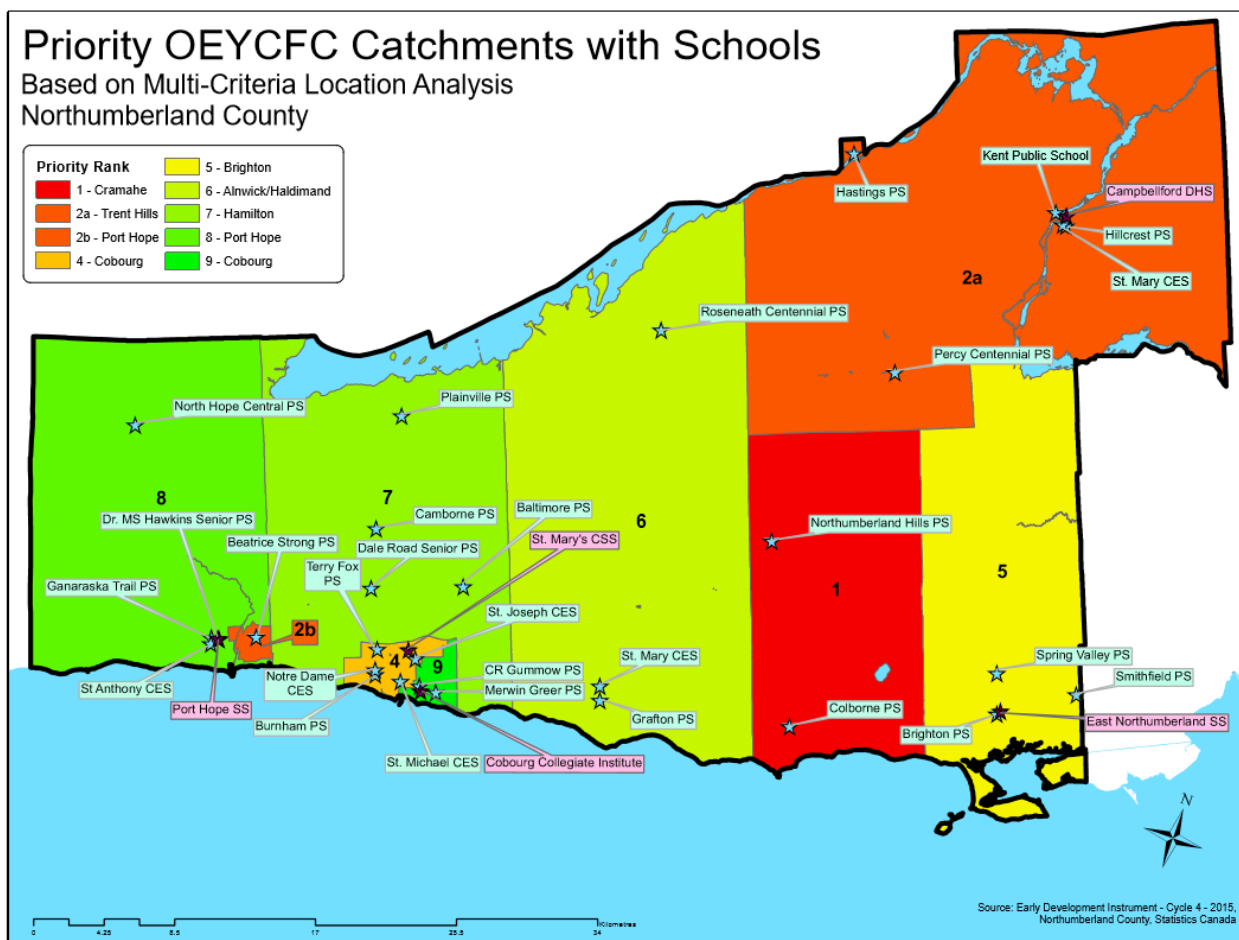 Priority OEYCFC Catchments with Schools
Based on Multi-Criteria Location Analysis
Northumberland County
Priority Rank
1 - Cramahe
2a - Trent Hills
2b - Port Hope
4 - Cobourg
5 - Brighton
6 - Alnwick/Haldimand
7 - Hamilton
8 - Port Hope
9 - Cobourg
Kent Public School
Hastings PS
Campbellford DHS
Hillcrest PS
St. Mary CES
2a
Roseneath Centennial PS
Percy Centennial PS
North Hope Central PS
Plainville PS
8
7
Dr. MS Hawkins Senior PS
Camborne PS
Baltimore PS
6
Northumberland Hills PS
Beatrice Strong PS
Dale Road Senior PS
St. Mary's CSS
Terry Fox
PS
5
Ganaraska Trail PS
1
St. Joseph CES
2b
4
9
St Anthony CES
Notre Dame
CES
CR Gummow PS
Merwin Greer PS
St. Mary CES
Spring Valley PS
Smithfield PS
Port Hope SS
Burnham PS
Grafton PS
Colborne PS
Brighton PS
East Northumberland SS
St. Michael CES
Cobourg Collegiate Institute
N
Source: Early Development Instrument - Cycle 4 - 2015,
Northumberland County, Statistics Canada
Kilometres
0 4.25 8.5 17 25.5 34